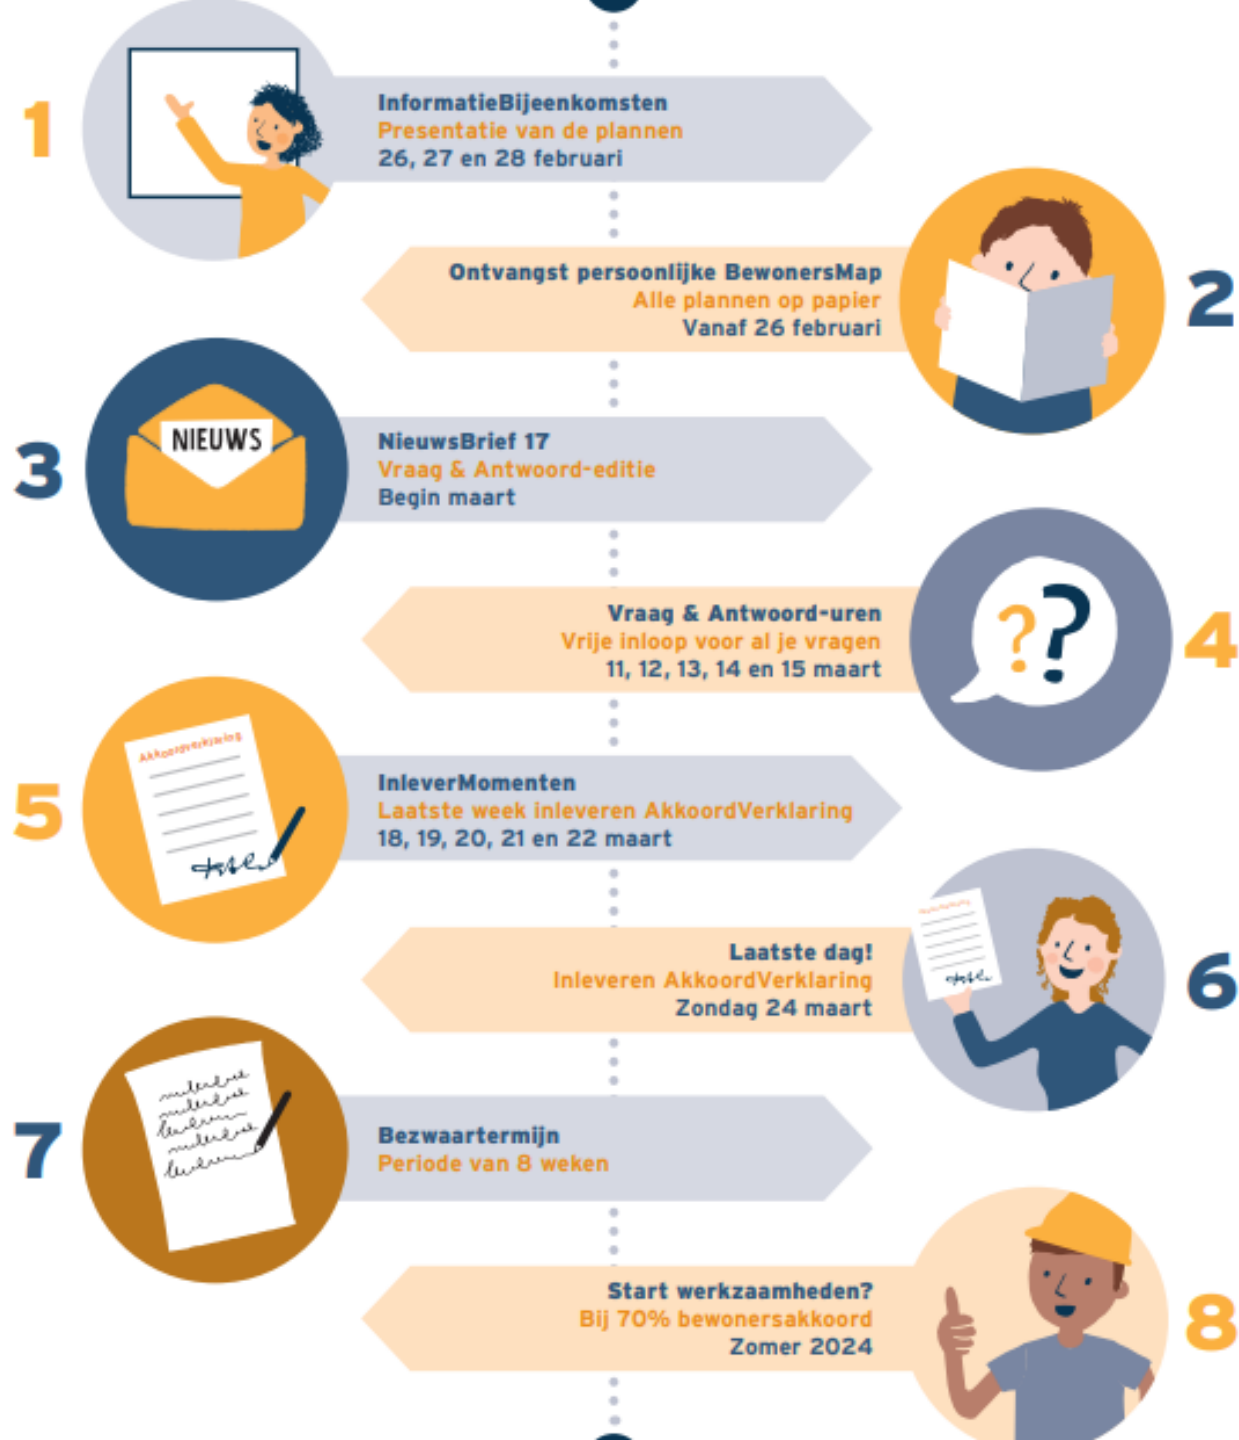 1
InformatieBijeenkomsten
Presentatie van de plannen
26, 27 en 28 februari
Ontvangst persoonlijke BewonersMap
Alle plannen op papier
Vanaf 26 februari
2
3
NIEUWS
NieuwsBrief 17
Vraag & Antwoord-editie
Begin maart
Vraag & Antwoord-uren
Vrije inloop voor al je vragen
11, 12, 13, 14 en 15 maart
??
4
5
Akkoordverklaring
InleverMomenten
Laatste week inleveren AkkoordVerklaring
18, 19, 20, 21 en 22 maart
Laatste dag!
Inleveren AkkoordVerklaring
Zondag 24 maart
6
7
Bezwaartermijn
Periode van 8 weken
Start werkzaamheden?
Bij 70% bewonersakkoord
Zomer 2024
8